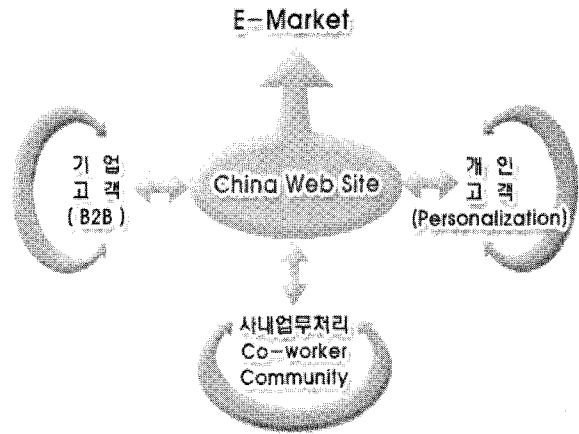 E-Market
기 업
고 객
( B2B )
China Web Site
개 인
고 객
(Personalization)
사내업무처리
Co-worker
Community